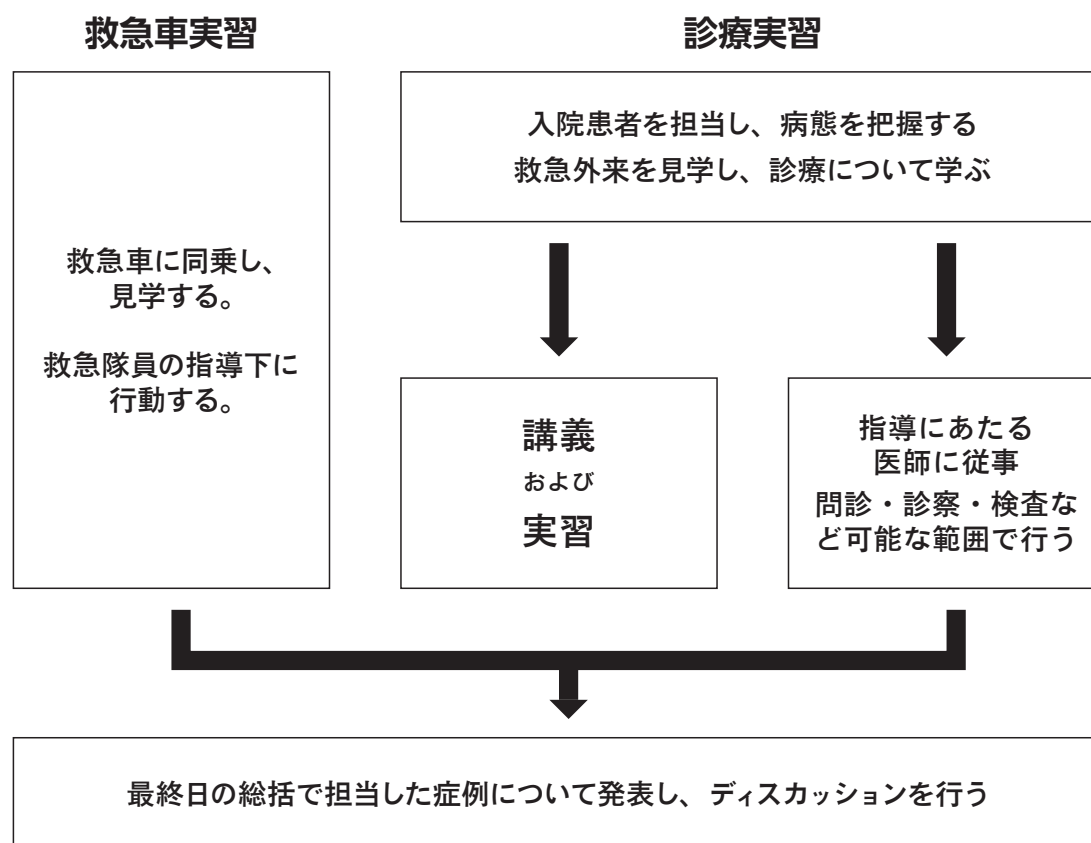 救急車実習
救急車に同乗し、
見学する。
救急隊員の指導下に
行動する。
診療実習
入院患者を担当し、病態を把握する
救急外来を見学し、診療について学ぶ
講義
および
実習
指導にあたる
医師に従事
問診・診察・検査な
ど可能な範囲で行う
最終日の総括で担当した症例について発表し、ディスカッションを行う